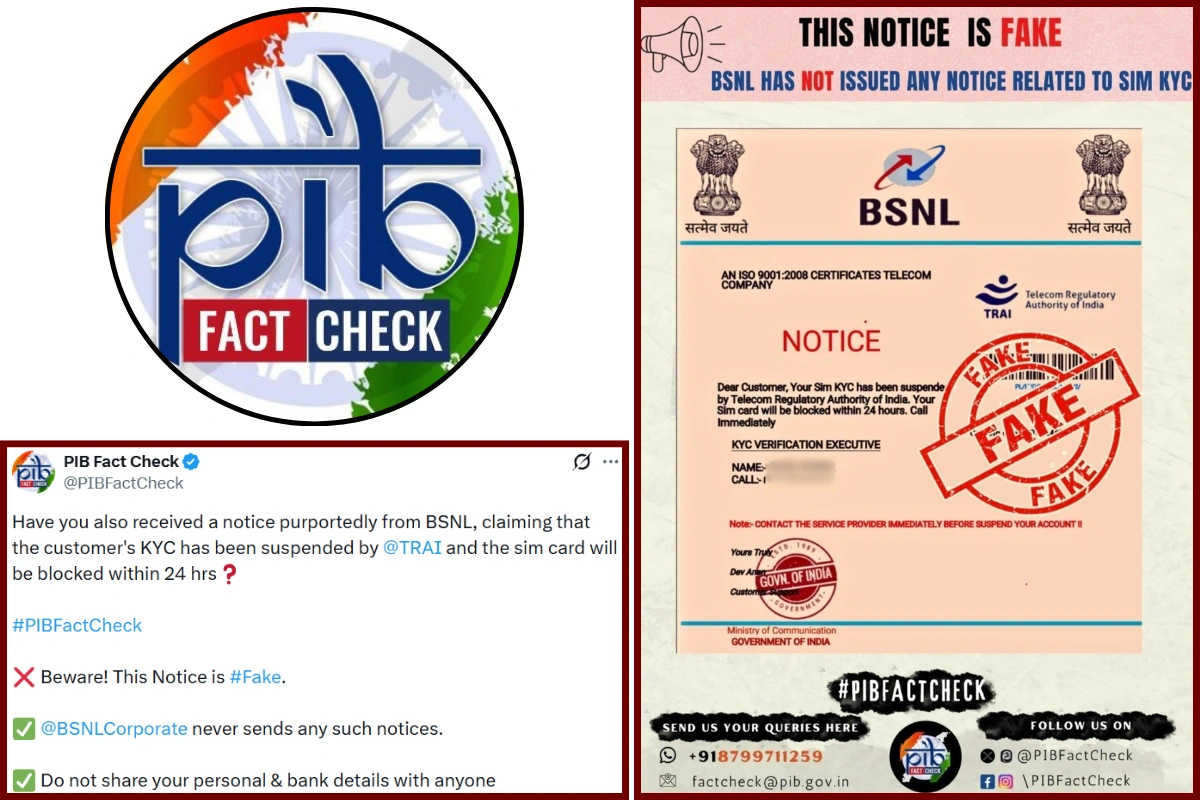 pib
FACT CHECK
PIB Fact Check
@PIBFactCheck
Have you also received a notice purportedly from BSNL, claiming that
the customer's KYC has been suspended by @TRAI and the sim card will
be blocked within 24 hrs❓
#PIBFactCheck
❌ Beware! This Notice is #Fake.
✅ @BSNLCorporate never sends any such notices.
✅ Do not share your personal & bank details with anyone
THIS NOTICE IS FAKE
BSNL HAS NOT ISSUED ANY NOTICE RELATED TO SIM KYC
सत्यमेव जयते
BSNL
सत्यमेव जयते
AN ISO 9001:2008 CERTIFICATES TELECOM
COMPANY
TRAI
Telecom Regulatory
Authority of India
NOTICE
Dear Customer, Your Sim KYC has been suspende
by Telecom Regulatory Authority of India. Your
Sim card will be blocked within 24 hours. Call
Immediately
FAKE
FAKE
FAKE
KYC VERIFICATION EXECUTIVE
NAME:-
CALL:-
Note:- CONTACT THE SERVICE PROVIDER IMMEDIATELY BEFORE SUSPEND YOUR ACCOUNT !!
Yours Truly
Dev
Customer
ESTD. 1989
GOVN. OF INDIA
GOVERNMENT
Ministry of Communication
GOVERNMENT OF INDIA
#PIBFACTCHECK
SEND US YOUR QUERIES HERE
+918799711259
factcheck@pib.gov.in
pib
FACT CHECK
FOLLOW US ON
@PIBFactCheck
\PIBFactCheck